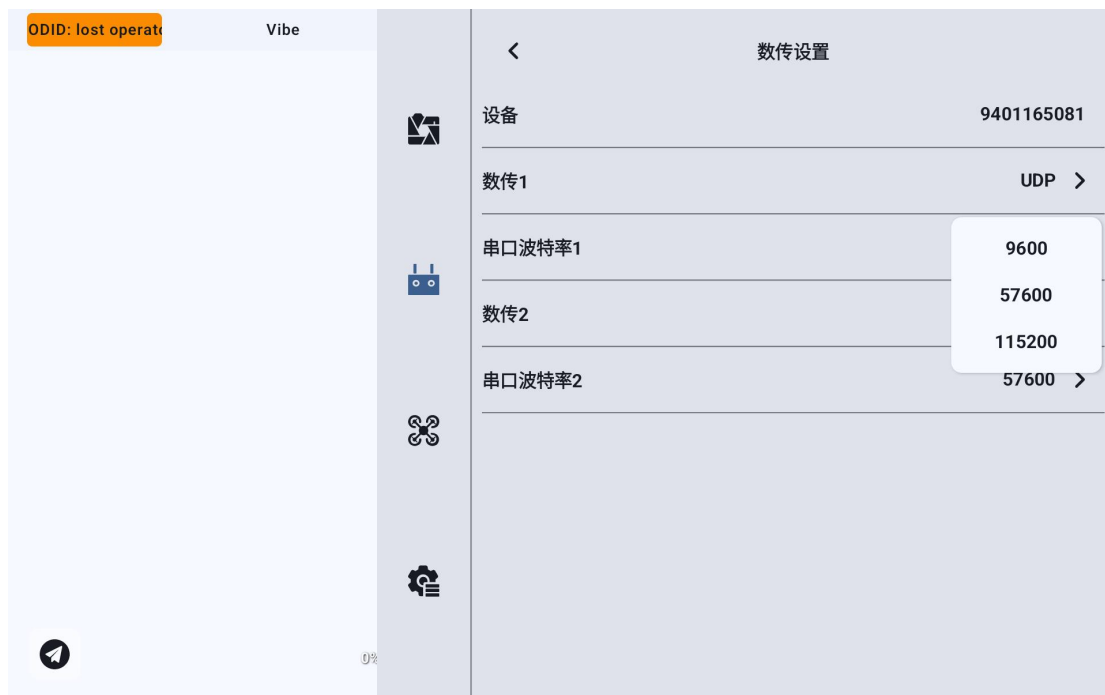 ODID: lost operato
Vibe
数传设置
设备
9401165081
数传1
UDP
串口波特率1
9600
57600
数传2
115200
串口波特率2
57600
0%